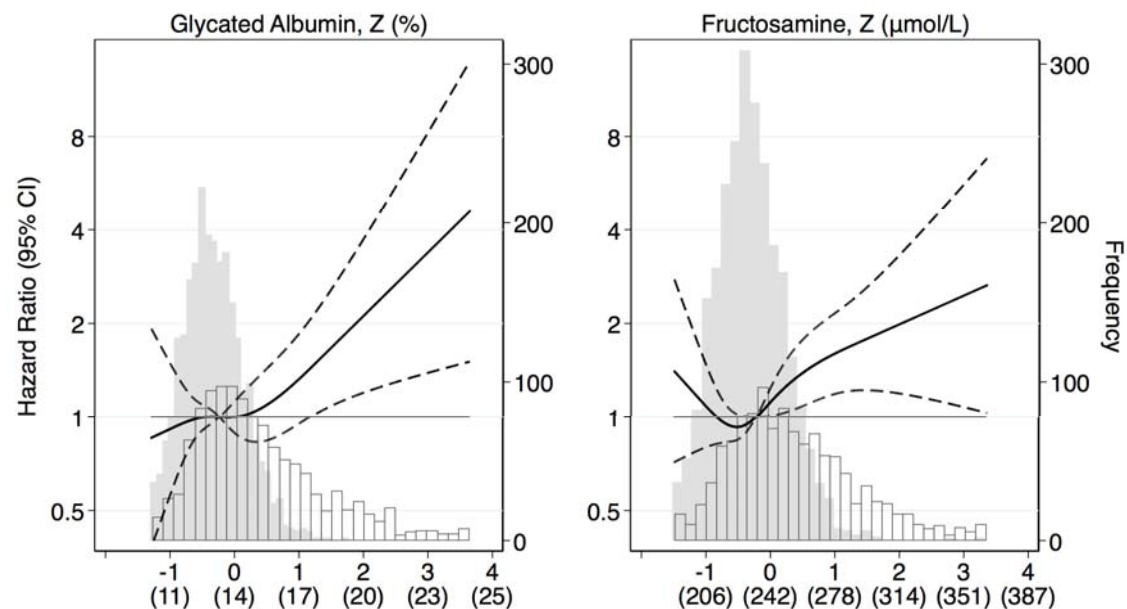 Glycated Albumin, Z (%)
Fructosamine, Z (μmol/L)
Hazard Ratio (95% CI)
8
4
2
1
0.5
300
200
100
0
-1 0 1 2 3 4
(11) (14) (17) (20) (23) (25)
8
4
2
1
0.5
300
200
100
0
Frequency
-1 0 1 2 3 4
(206) (242) (278) (314) (351) (387)